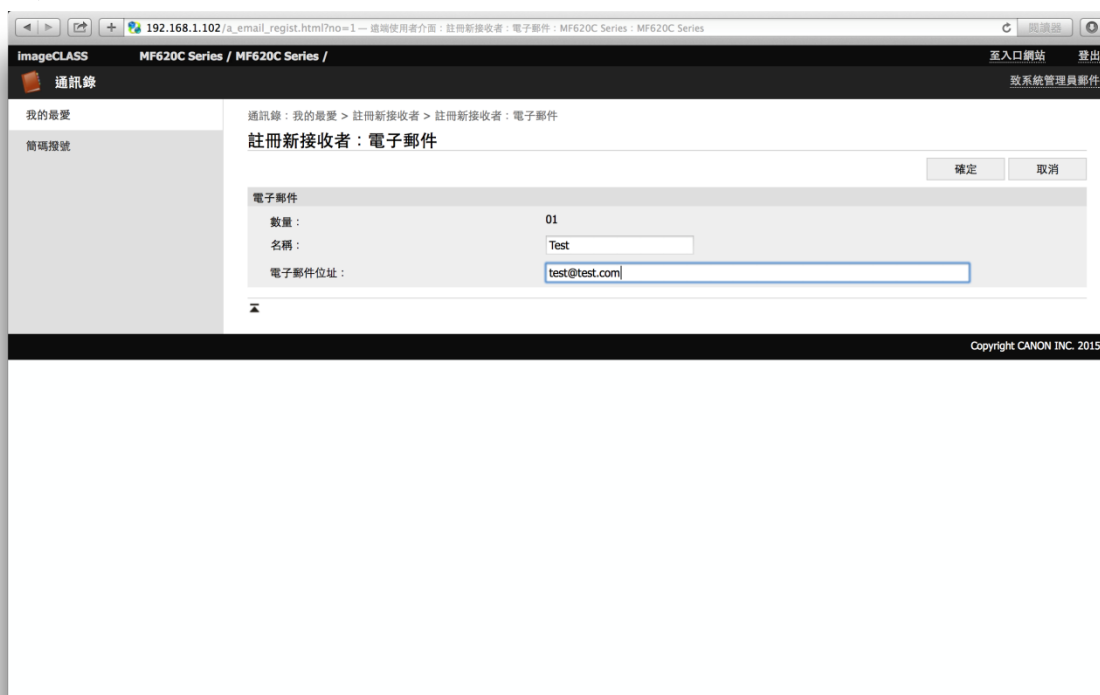 192.168.1.102/a_email_regist.html?no=1 — 遠端使用者介面：註冊新接收者：電子郵件：MF620C Series：MF620C Series 閱讀器
imageCLASS MF620C Series / MF620C Series / 至入口網站 登出
通訊錄 致系統管理員郵件
我的最愛
簡碼撥號
通訊錄：我的最愛 > 註冊新接收者 > 註冊新接收者：電子郵件
註冊新接收者：電子郵件
確定 取消
電子郵件
數量： 01
名稱： Test
電子郵件位址： test@test.com
Copyright CANON INC. 2015